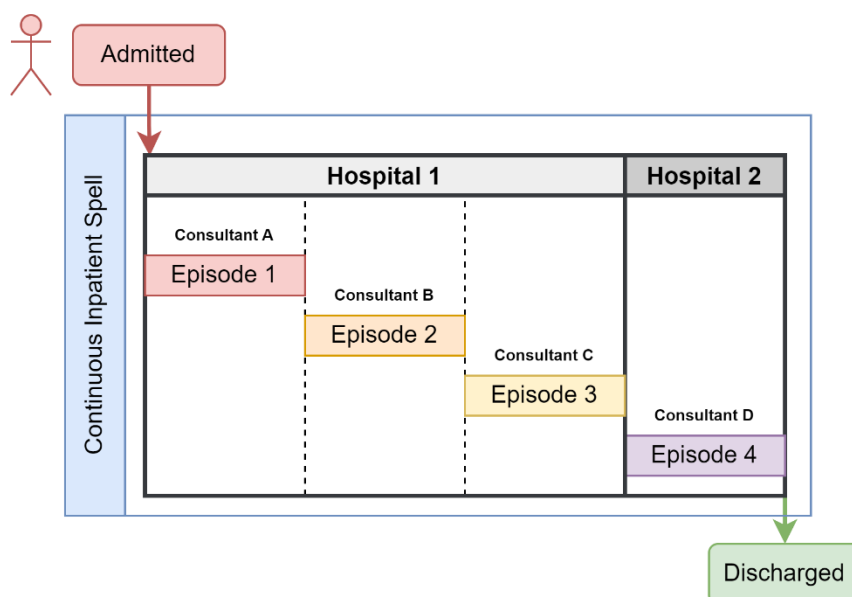 Admitted
Continuous Inpatient Spell
Hospital 1
Hospital 2
Consultant A
Episode 1
Consultant B
Episode 2
Consultant C
Episode 3
Consultant D
Episode 4
Discharged